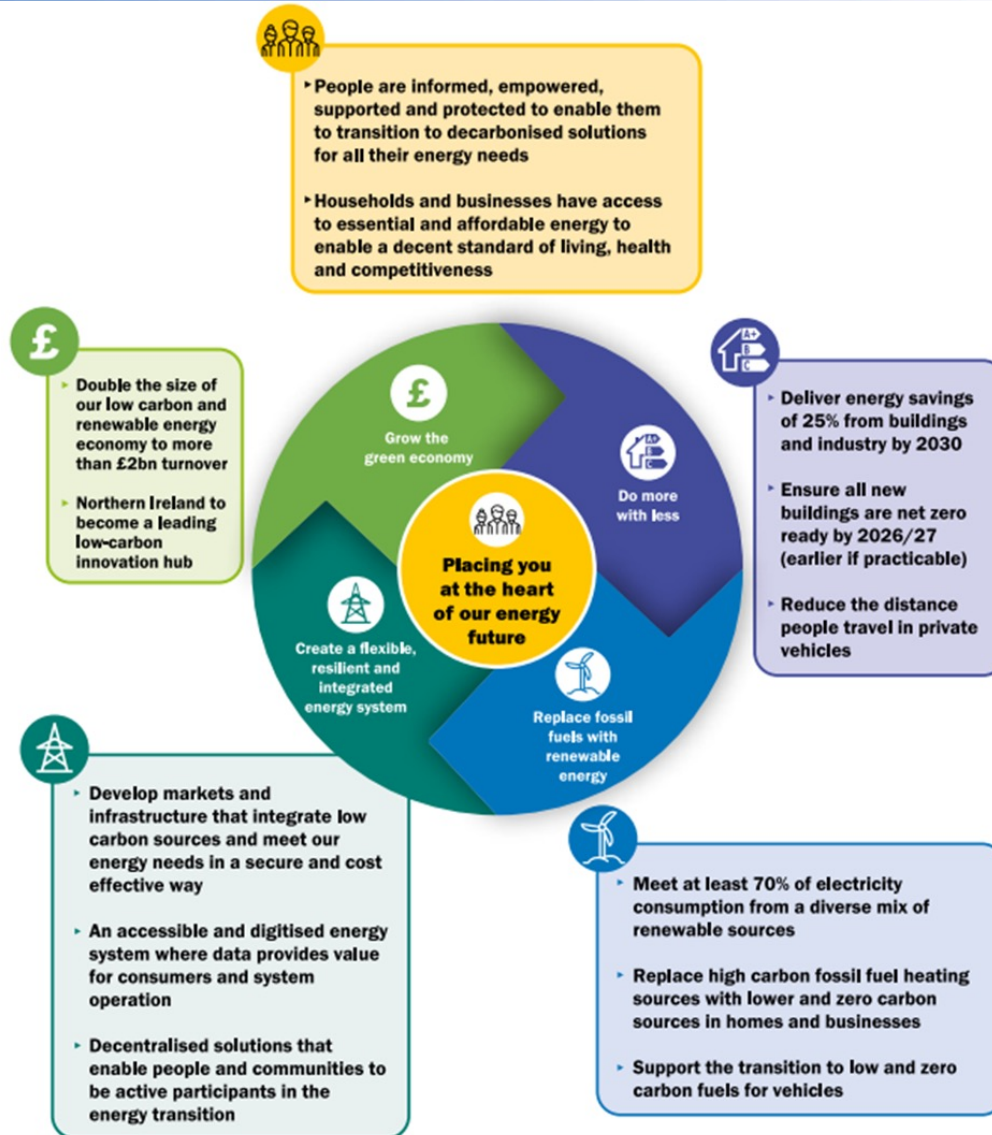 ▸ People are informed, empowered,
supported and protected to enable them
to transition to decarbonised solutions
for all their energy needs
▸ Households and businesses have access
to essential and affordable energy to
enable a decent standard of living, health
and competitiveness
£
▸ Double the size of
our low carbon and
renewable energy
economy to more
than £2bn turnover
▸ Northern Ireland to
become a leading
low-carbon
innovation hub
£
Grow the
green economy
A+
B
C
Do more
with less
Placing you
at the heart
of our energy
future
Create a flexible,
resilient and
integrated
energy system
Replace fossil
fuels with
renewable
energy
A+
B
C
▸ Deliver energy savings
of 25% from buildings
and industry by 2030
▸ Ensure all new
buildings are net zero
ready by 2026/27
(earlier if practicable)
▸ Reduce the distance
people travel in private
vehicles
▸ Develop markets and
infrastructure that integrate low
carbon sources and meet our
energy needs in a secure and cost
effective way
▸ An accessible and digitised energy
system where data provides value
for consumers and system
operation
▸ Decentralised solutions that
enable people and communities to
be active participants in the
energy transition
▸ Meet at least 70% of electricity
consumption from a diverse mix of
renewable sources
▸ Replace high carbon fossil fuel heating
sources with lower and zero carbon
sources in homes and businesses
▸ Support the transition to low and zero
carbon fuels for vehicles